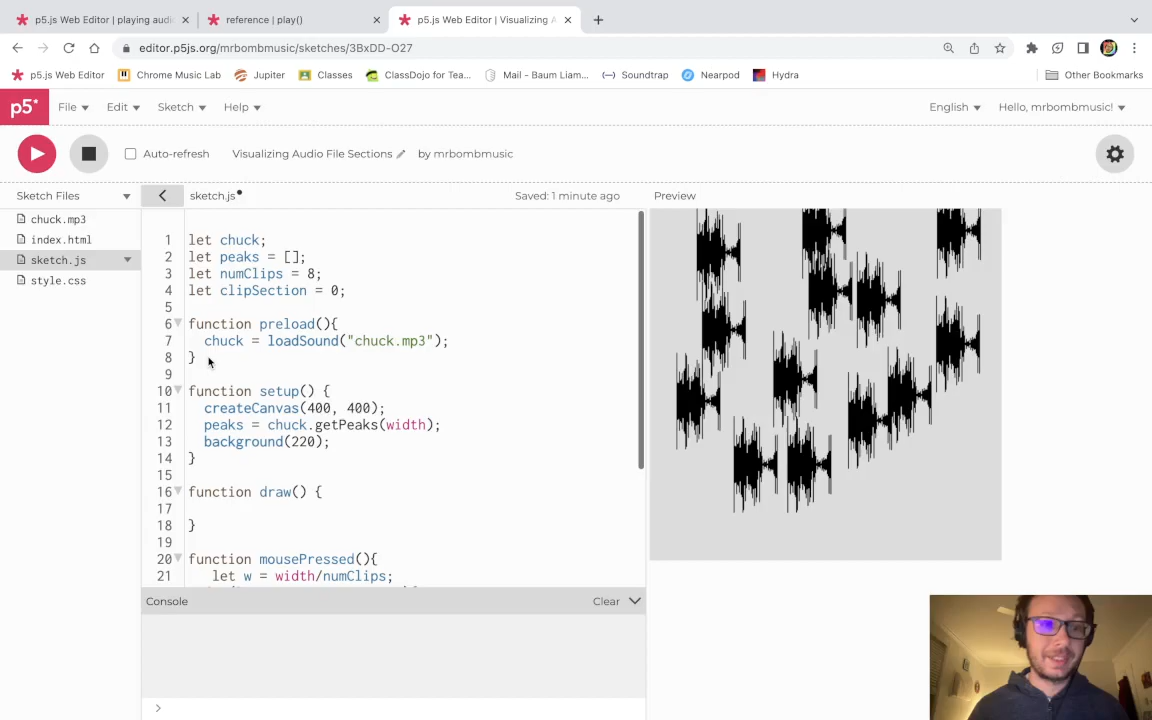 p5.js Web Editor | playing audi
reference | play()
p5.js Web Editor | Visualizing A
editor.p5js.org/mrbombmusic/sketches/3BxDD-O27
p5.js Web Editor
Chrome Music Lab
Jupiter
Classes
ClassDojo for Tea...
Mail - Baum Liam...
Soundtrap
Nearpod
Hydra
Other Bookmarks
p5*
File
Edit
Sketch
Help
English
Hello, mrbombmusic!
Auto-refresh
Visualizing Audio File Sections
by mrbombmusic
Sketch Files
sketch.js
Saved: 1 minute ago
Preview
chuck.mp3
index.html
sketch.js
style.css
1 let chuck;
2 let peaks = [];
3 let numClips = 8;
4 let clipSection = 0;
5
6 function preload(){
7 chuck = loadSound("chuck.mp3");
8 }
9
10 function setup() {
11 createCanvas(400, 400);
12 peaks = chuck.getPeaks(width);
13 background(220);
14 }
15
16 function draw() {
17
18 }
19
20 function mousePressed(){
21 let w = width/numClips;
Console
Clear
>